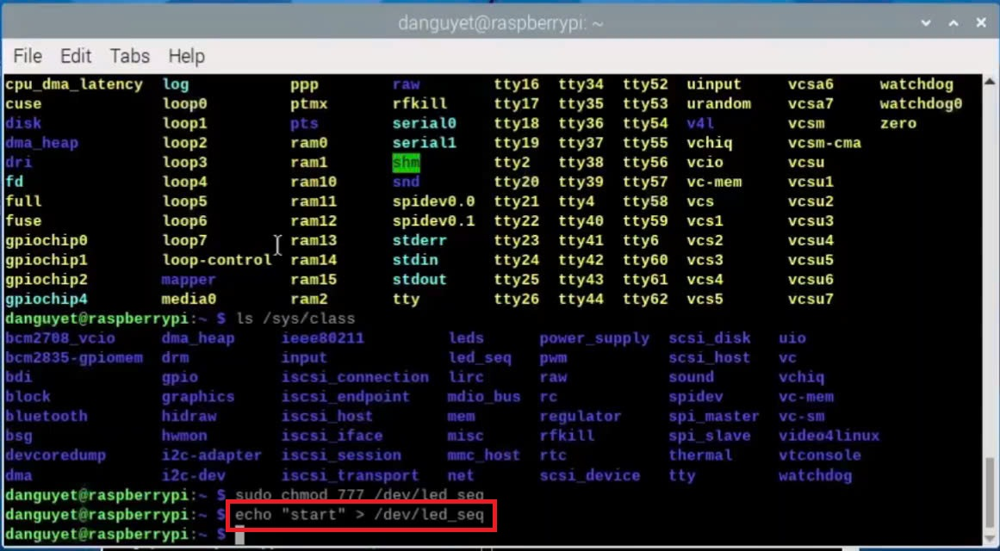 danguyet@raspberrypi: ~
File Edit Tabs Help
cpu_dma_latency log ppp raw tty16 tty34 tty52 uinput vcsa6 watchdog
cuse loop0 ptmx rfkill tty17 tty35 tty53 urandom vcsa7 watchdog0
disk loop1 pts serial0 tty18 tty36 tty54 v4l vcsm zero
dma_heap loop2 ram0 serial1 tty19 tty37 tty55 vchiq vcsm-cma
dri loop3 ram1 shm tty2 tty38 tty56 vcio vcsu
fd loop4 ram10 snd tty20 tty39 tty57 vc-mem vcsu1
full loop5 ram11 spidev0.0 tty21 tty4 tty58 vcs vcsu2
fuse loop6 ram12 spidev0.1 tty22 tty40 tty59 vcs1 vcsu3
gpiochip0 loop7 ram13 stderr tty23 tty41 tty6 vcs2 vcsu4
gpiochip1 loop-control ram14 stdin tty24 tty42 tty60 vcs3 vcsu5
gpiochip2 mapper ram15 stdout tty25 tty43 tty61 vcs4 vcsu6
gpiochip4 media0 ram2 tty tty26 tty44 tty62 vcs5 vcsu7
danguyet@raspberrypi:~ $ ls /sys/class
bcm2708_vcio dma_heap ieee80211 leds power_supply scsi_disk uio
bcm2835-gpiomem drm input led_seq pwm scsi_host vc
bdi gpio iscsi_connection lirc raw sound vchiq
block graphics iscsi_endpoint mdio_bus rc spidev vc-mem
bluetooth hidraw iscsi_host mem regulator spi_master vc-sm
bsg hwmon iscsi_iface misc rfkill spi_slave video4linux
devcoredump i2c-adapter iscsi_session mmc_host rtc thermal vtconsole
dma i2c-dev iscsi_transport net scsi_device tty watchdog
danguyet@raspberrypi:~ $ sudo chmod 777 /dev/led_seq
danguyet@raspberrypi:~ $ echo "start" > /dev/led_seq
danguyet@raspberrypi:~ $